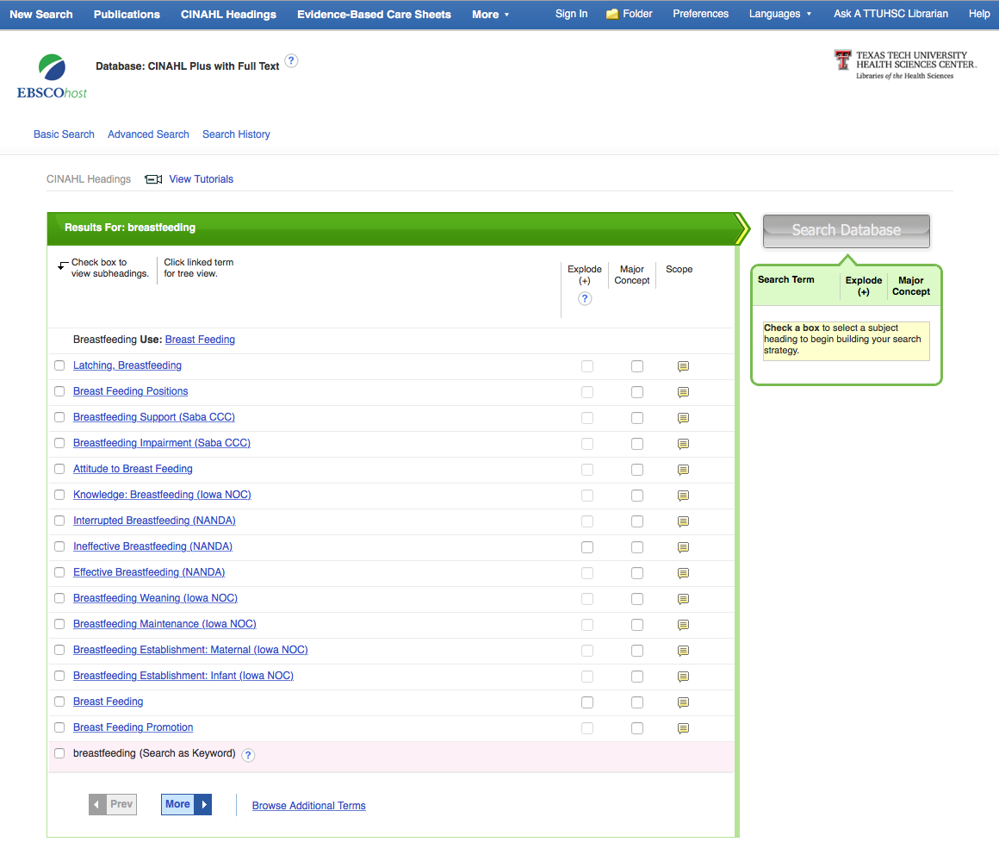 New Search Publications CINAHL Headings Evidence-Based Care Sheets More Sign In Folder Preferences Languages Ask A TTUHSC Librarian Help
Database: CINAHL Plus with Full Text ?
EBSCOhost
TEXAS TECH UNIVERSITY
HEALTH SCIENCES CENTER.
Libraries of the Health Sciences
Basic Search Advanced Search Search History
CINAHL Headings View Tutorials
Results For: breastfeeding
Check box to
view subheadings.
Click linked term
for tree view.
Explode
(+)
?
Major
Concept
Scope
Breastfeeding Use: Breast Feeding
Latching, Breastfeeding
Breast Feeding Positions
Breastfeeding Support (Saba CCC)
Breastfeeding Impairment (Saba CCC)
Attitude to Breast Feeding
Knowledge: Breastfeeding (Iowa NOC)
Interrupted Breastfeeding (NANDA)
Ineffective Breastfeeding (NANDA)
Effective Breastfeeding (NANDA)
Breastfeeding Weaning (Iowa NOC)
Breastfeeding Maintenance (Iowa NOC)
Breastfeeding Establishment: Maternal (Iowa NOC)
Breastfeeding Establishment: Infant (Iowa NOC)
Breast Feeding
Breast Feeding Promotion
breastfeeding (Search as Keyword) ?
Prev More Browse Additional Terms
Search Database
Search Term
Explode
(+)
Major
Concept
Check a box to select a subject
heading to begin building your search
strategy.